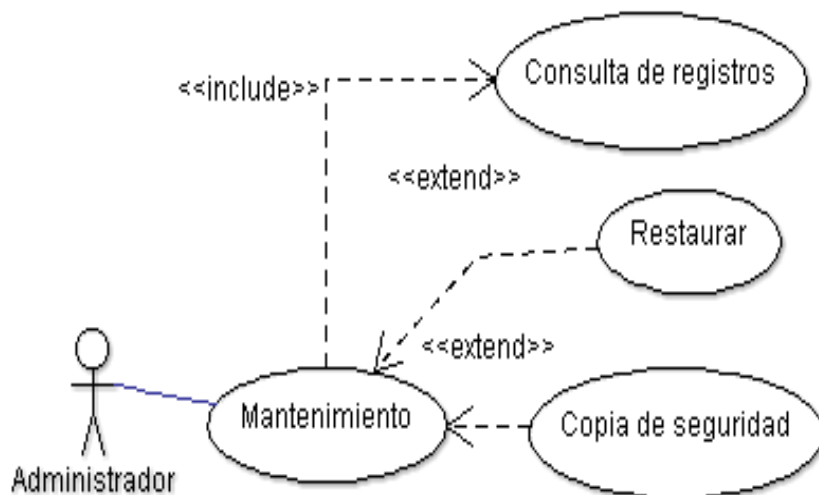 Consulta de registros
<<include>>
<<extend>>
Restaurar
<<extend>>
Mantenimiento
Copia de seguridad
Administrador